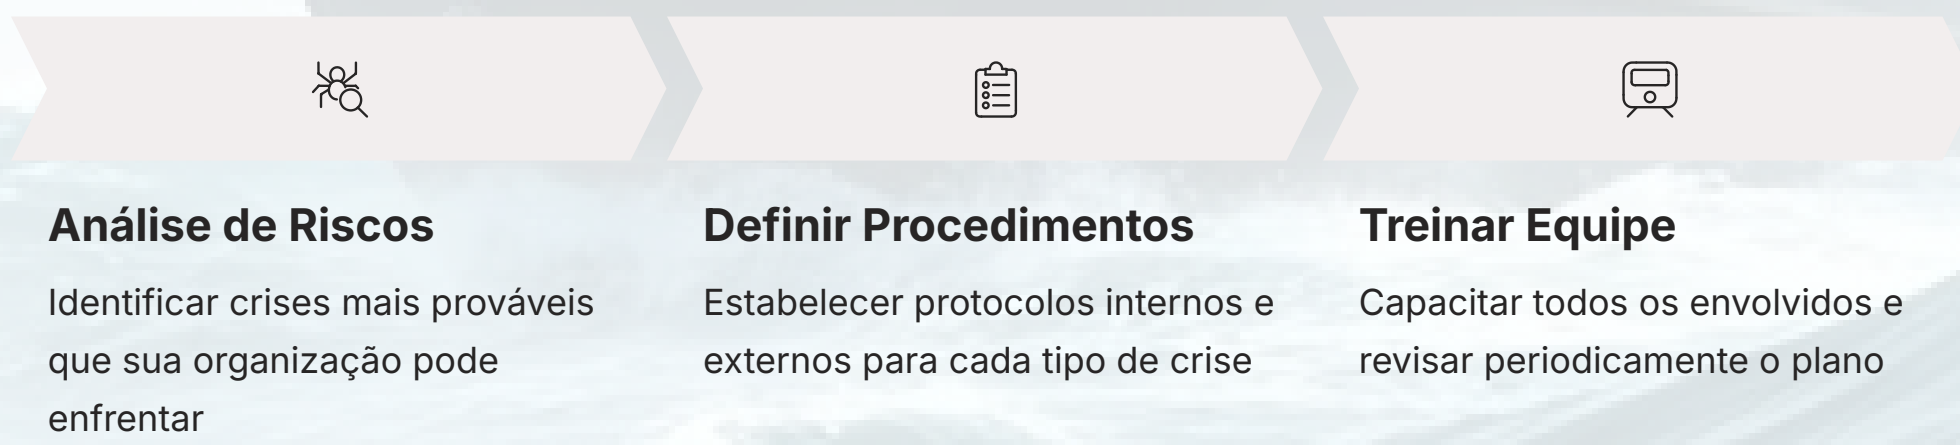 Análise de Riscos
Identificar crises mais prováveis
que sua organização pode
enfrentar
Definir Procedimentos
Estabelecer protocolos internos e
externos para cada tipo de crise
Treinar Equipe
Capacitar todos os envolvidos e
revisar periodicamente o plano